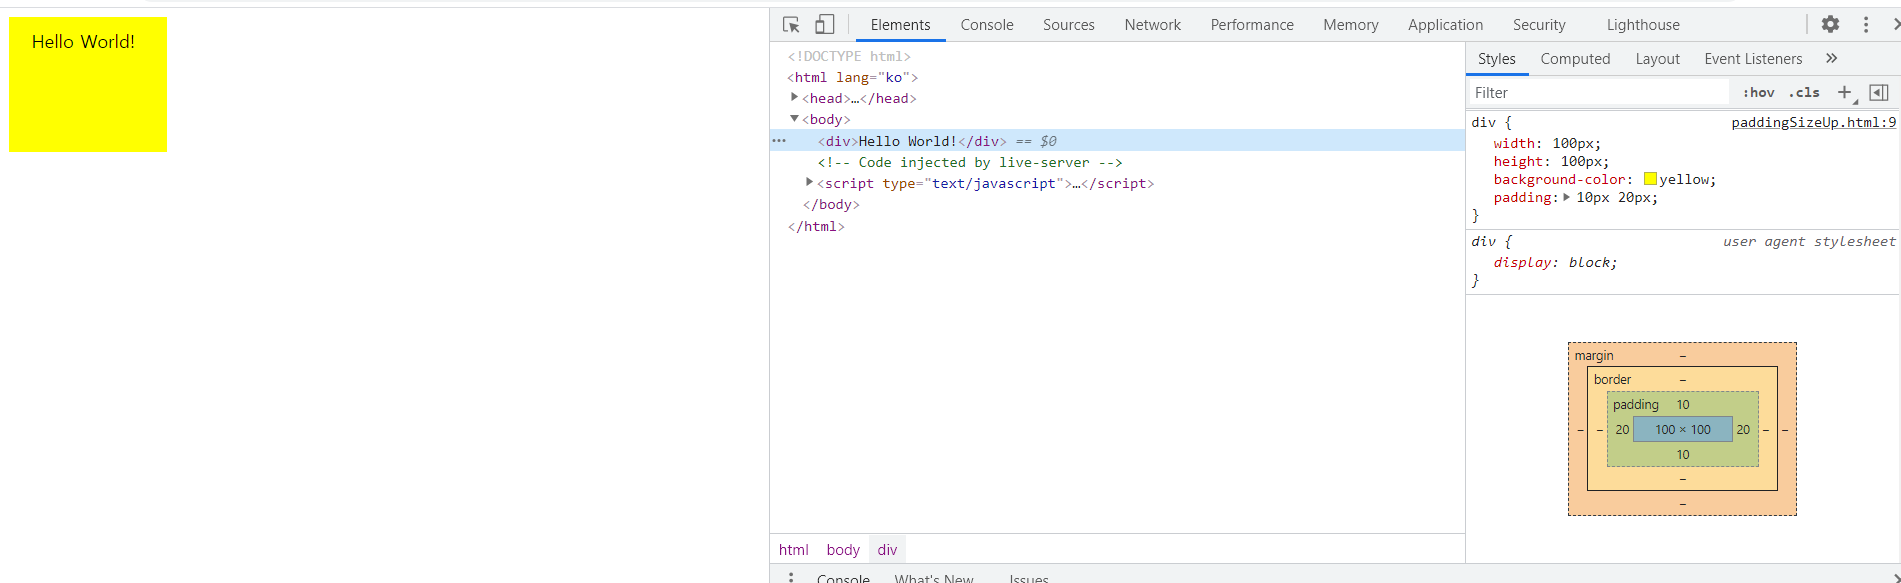 Hello World!
Elements Console Sources Network Performance Memory Application Security Lighthouse
<!DOCTYPE html>
<html lang="ko">
<head>…</head>
<body>
<div>Hello World!</div> == $0
<!-- Code injected by live-server -->
<script type="text/javascript">…</script>
</body>
</html>
html body div
Console What's New Issues
Styles Computed Layout Event Listeners
Filter :hov .cls
div { paddingSizeUp.html:9
width: 100px;
height: 100px;
background-color: yellow;
padding: 10px 20px;
}
div { user agent stylesheet
display: block;
}
margin –
border –
padding 10
– – 20 100 × 100 20 – –
10
–
–